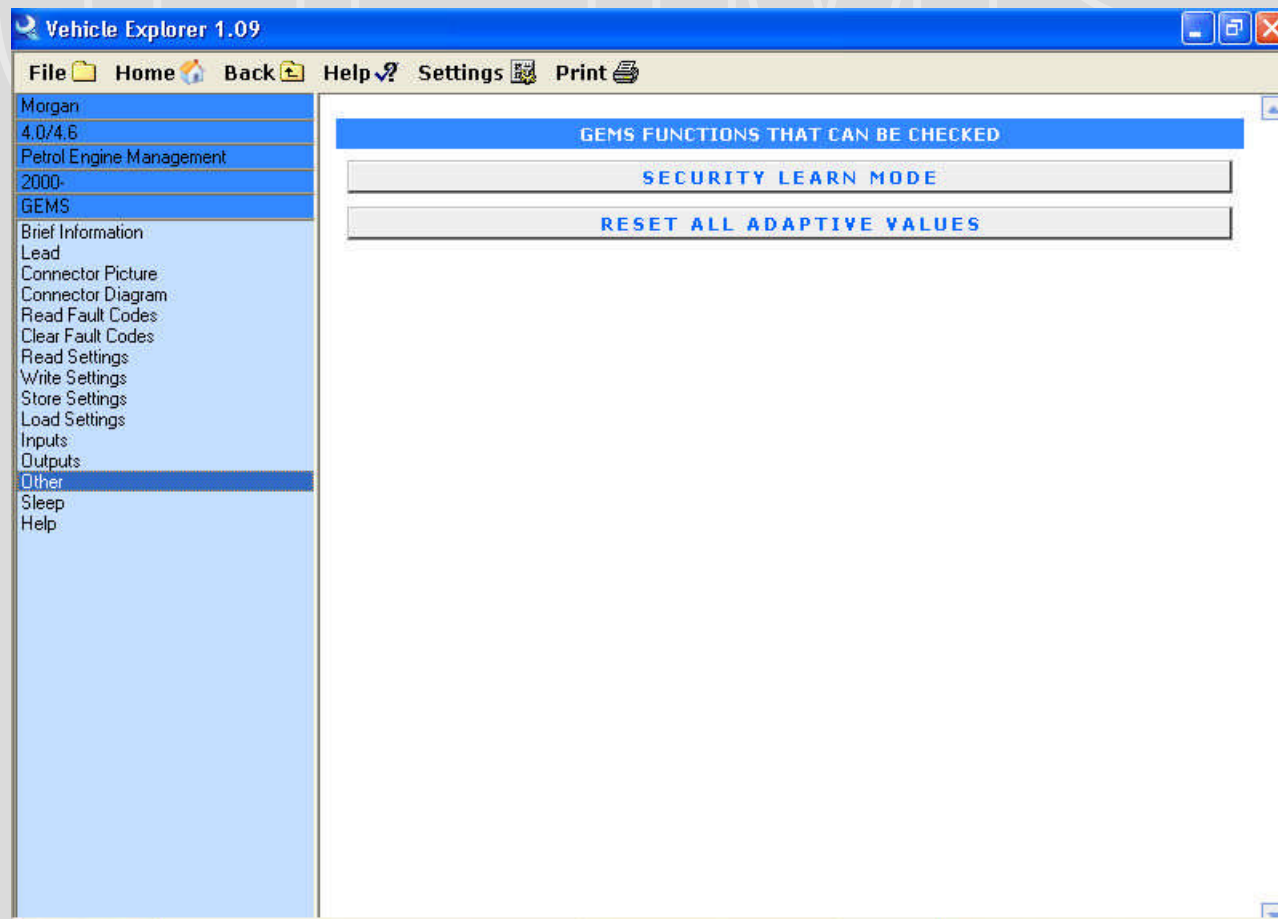 Vehicle Explorer 1.09
File Home Back Help Settings Print
Morgan
4.0/4.6
Petrol Engine Management
2000-
GEMS
Brief Information
Lead
Connector Picture
Connector Diagram
Read Fault Codes
Clear Fault Codes
Read Settings
Write Settings
Store Settings
Load Settings
Inputs
Outputs
Other
Sleep
Help
GEMS FUNCTIONS THAT CAN BE CHECKED
SECURITY LEARN MODE
RESET ALL ADAPTIVE VALUES